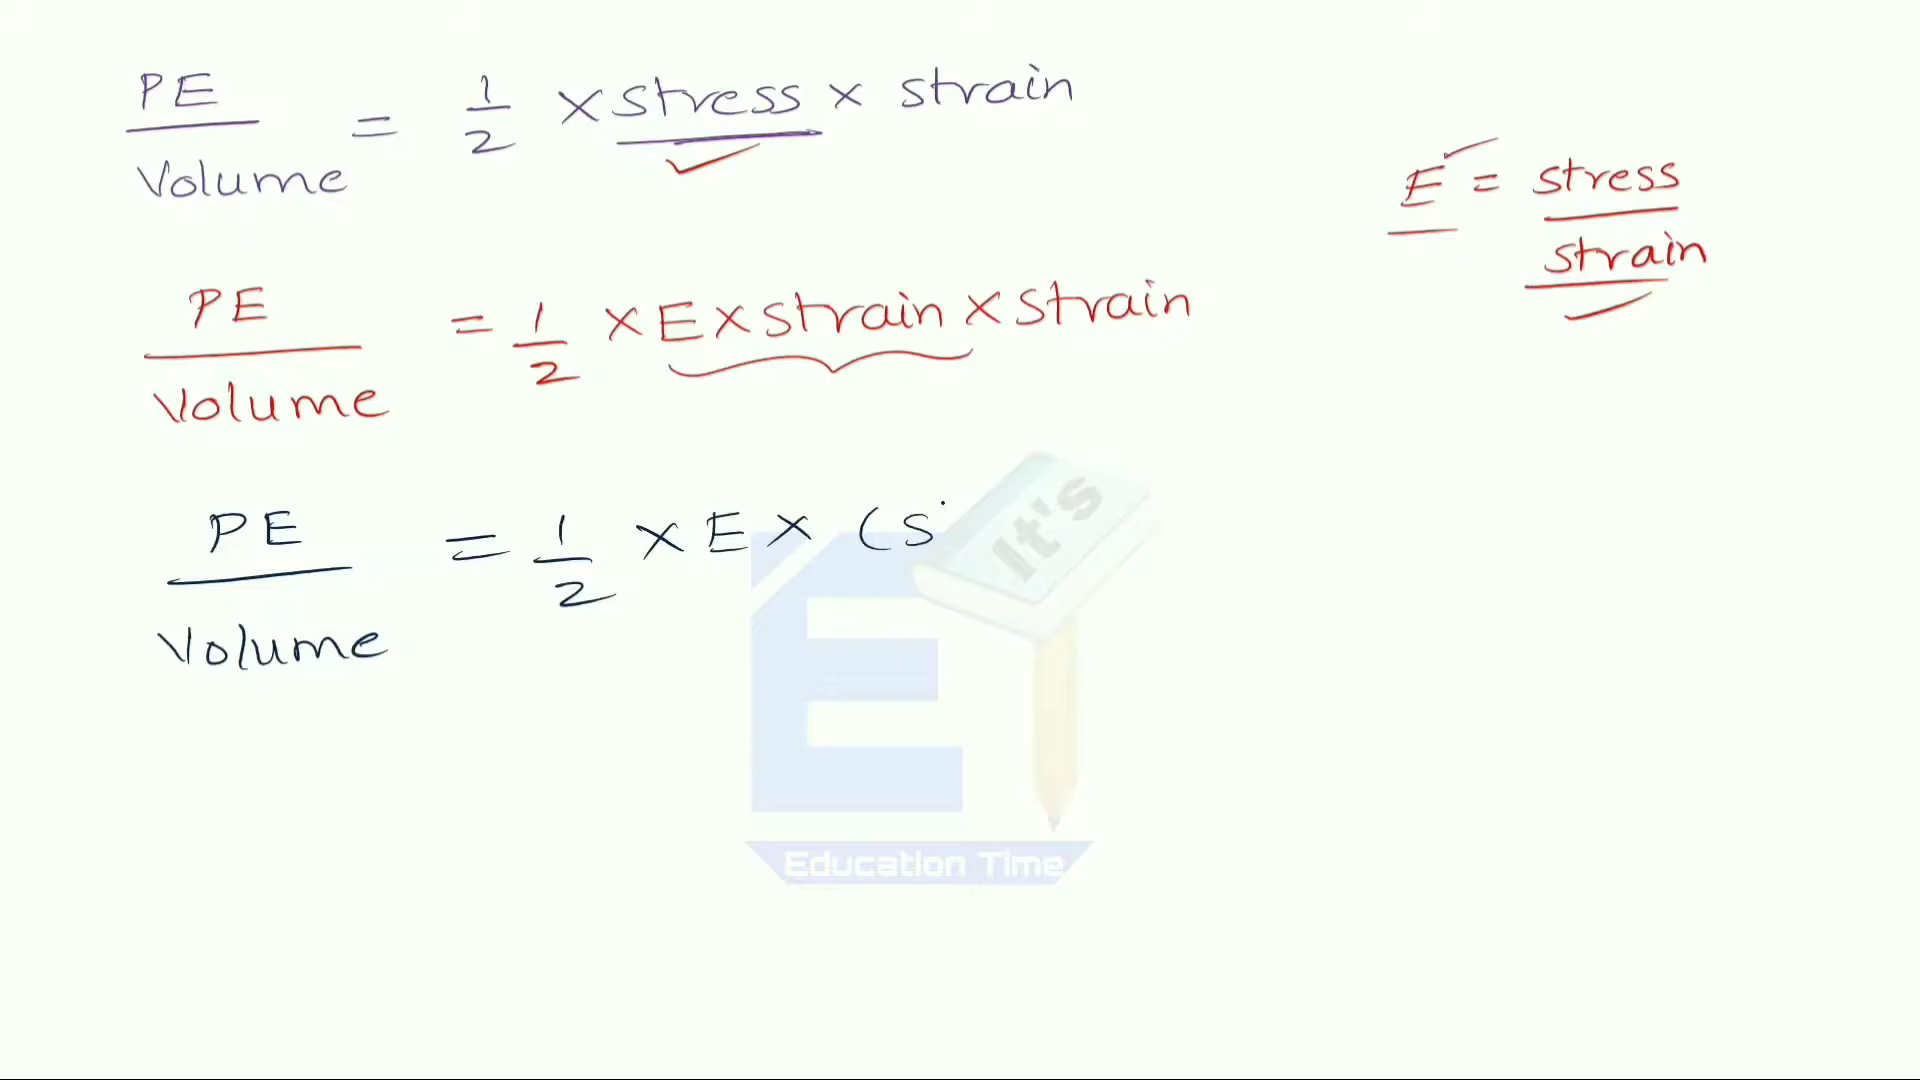 PE
Volume = 1/2 × stress × strain
E = stress
strain
PE
Volume = 1/2 × E × strain × strain
PE
Volume = 1/2 × E × (s
It's
E
Education Time